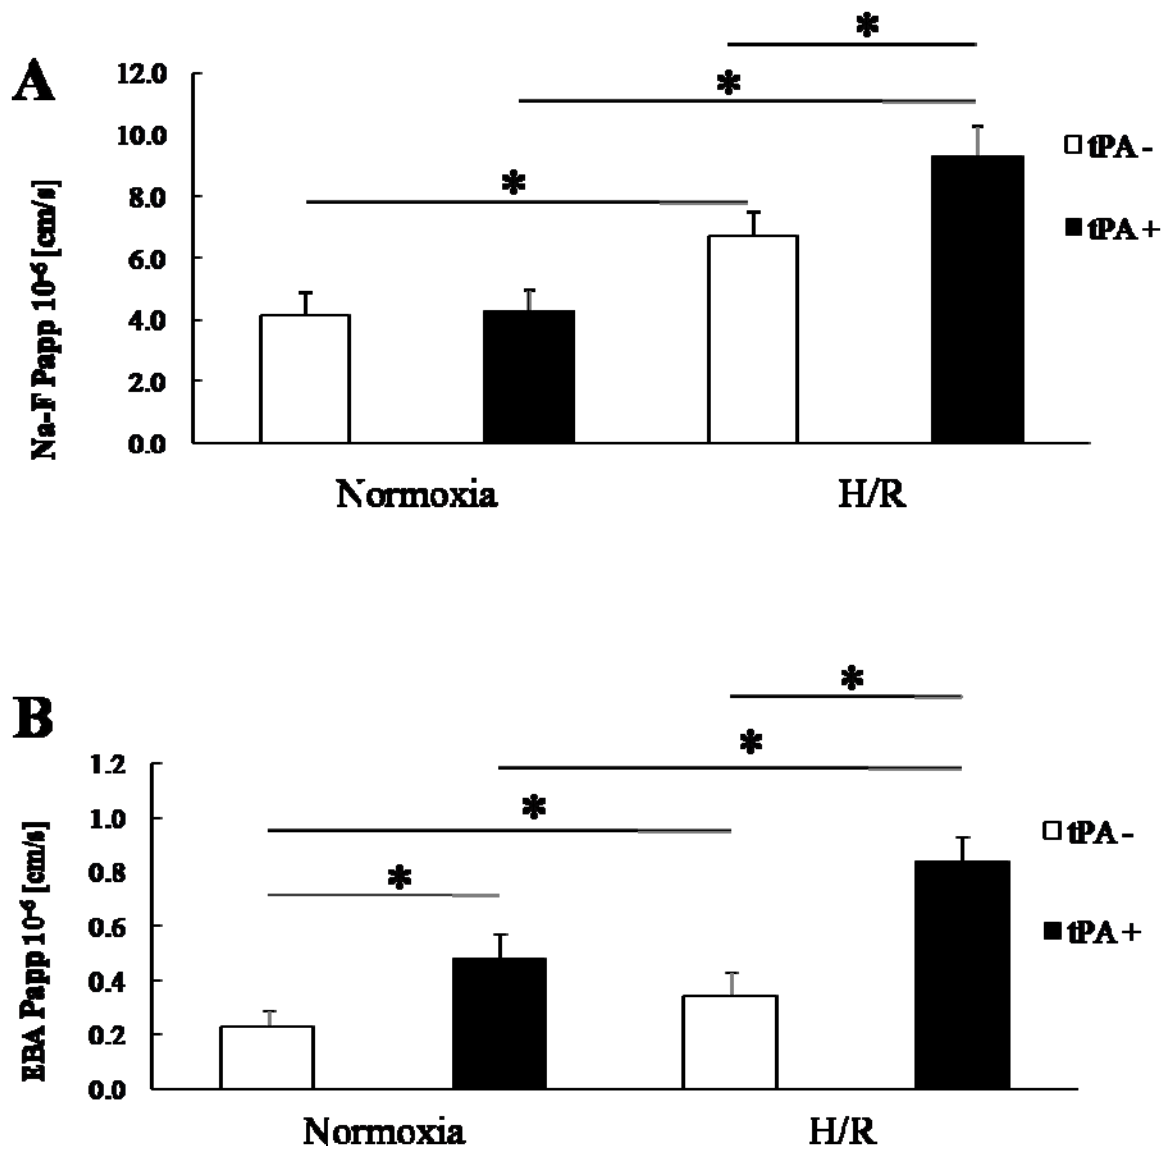 *
A
12.0
*
10.0
tPA -
8.0
*
tPA +
6.0
4.0
2.0
0.0
Na-F Papp 10⁻⁶ [cm/s]
Normoxia H/R
*
B
*
1.2
*
1.0
tPA -
*
0.8
0.6
tPA +
0.4
0.2
0.0
EBA Papp 10⁻⁶ [cm/s]
Normoxia H/R